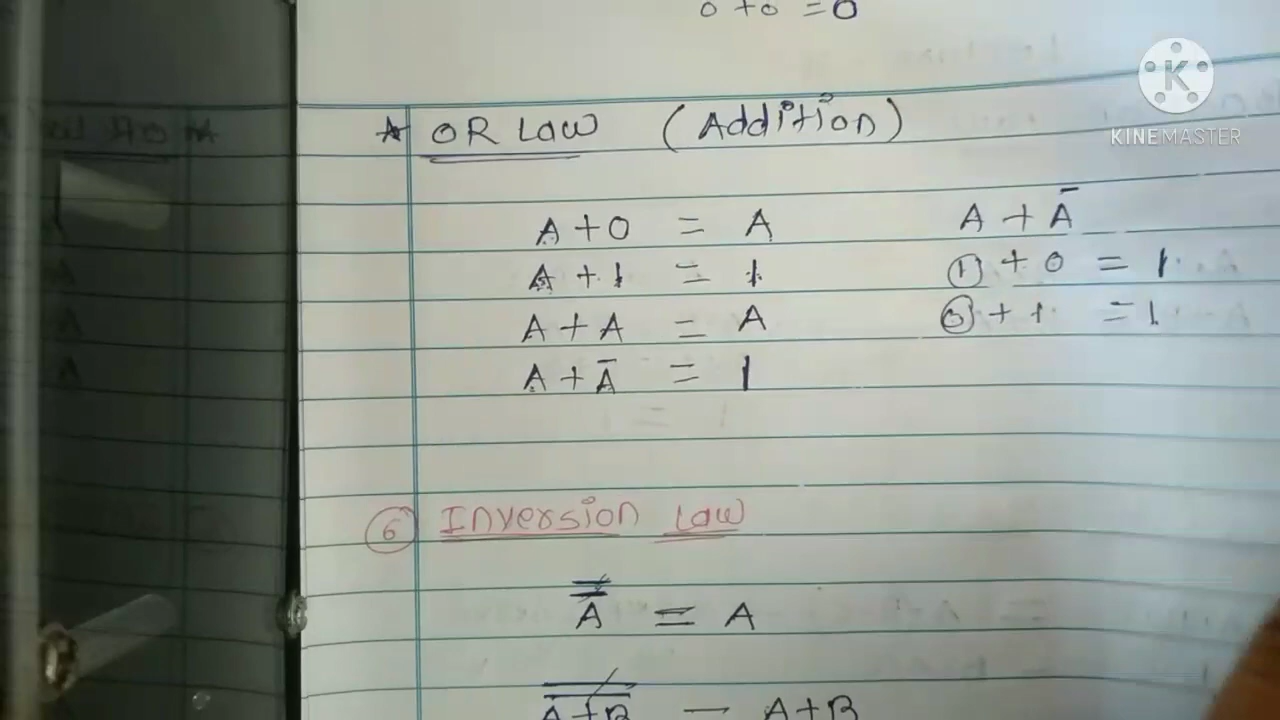 0 + 0 = 0
KINEMASTER
★ OR Law (Addition)
A + 0 = A
A + 1 = 1
A + A = A
A + Ā = 1
A + Ā
① + 0 = 1
⓪ + 1 = 1
⑥ Inversion Law
A̿ = A
A̿+̿B̿ = A+B